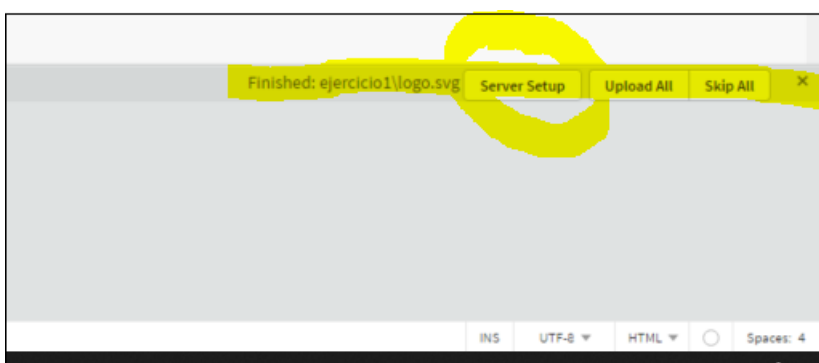 Finished: ejercicio1\logo.svg Server Setup Upload All Skip All ×
INS UTF-8 HTML Spaces: 4